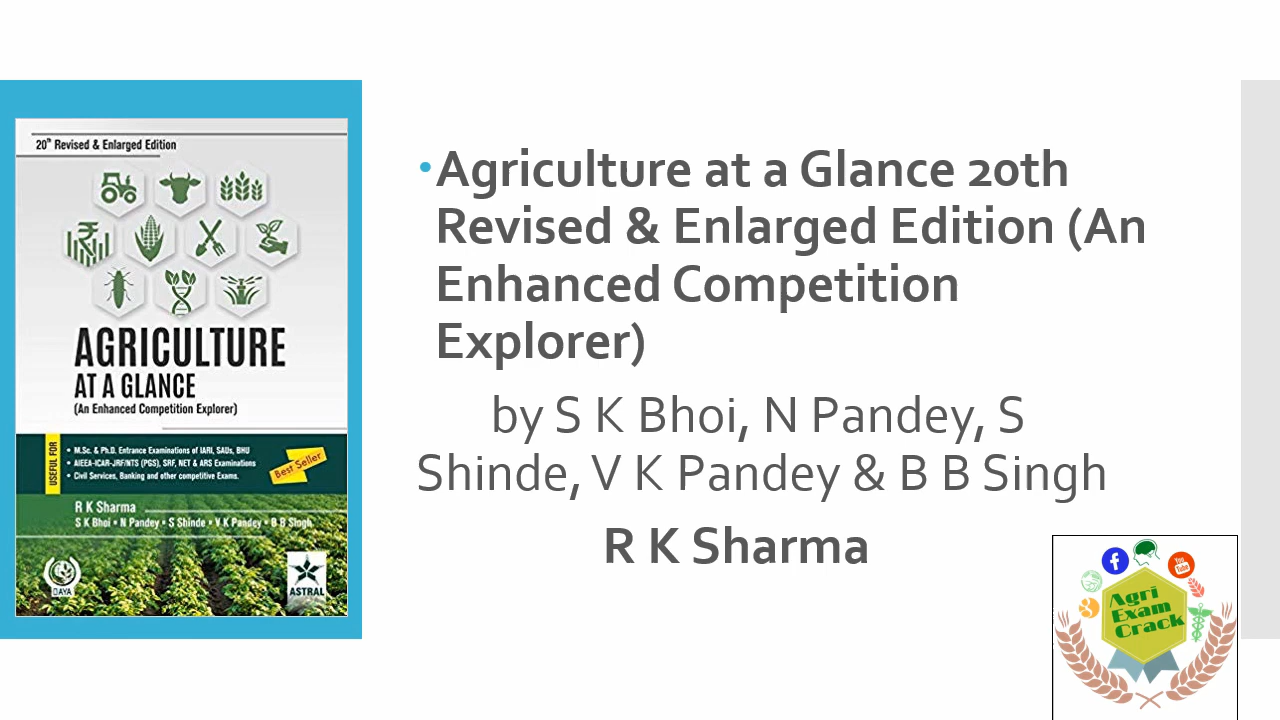 20th Revised & Enlarged Edition
AGRICULTURE
AT A GLANCE
(An Enhanced Competition Explorer)
USEFUL FOR
• M.Sc. & Ph.D. Entrance Examinations of IARI, SAUs, BHU
• AIEEA-ICAR-JRF/NTS (PGS), SRF, NET & ARS Examinations
• Civil Services, Banking and other competitive Exams.
Best Seller
R K Sharma
S K Bhoi • N Pandey • S Shinde • V K Pandey • B B Singh
DAYA
ASTRAL
•Agriculture at a Glance 20th
Revised & Enlarged Edition (An
Enhanced Competition
Explorer)
by S K Bhoi, N Pandey, S
Shinde, V K Pandey & B B Singh
R K Sharma
f
You
Tube
8
Agri
Exam
Crack